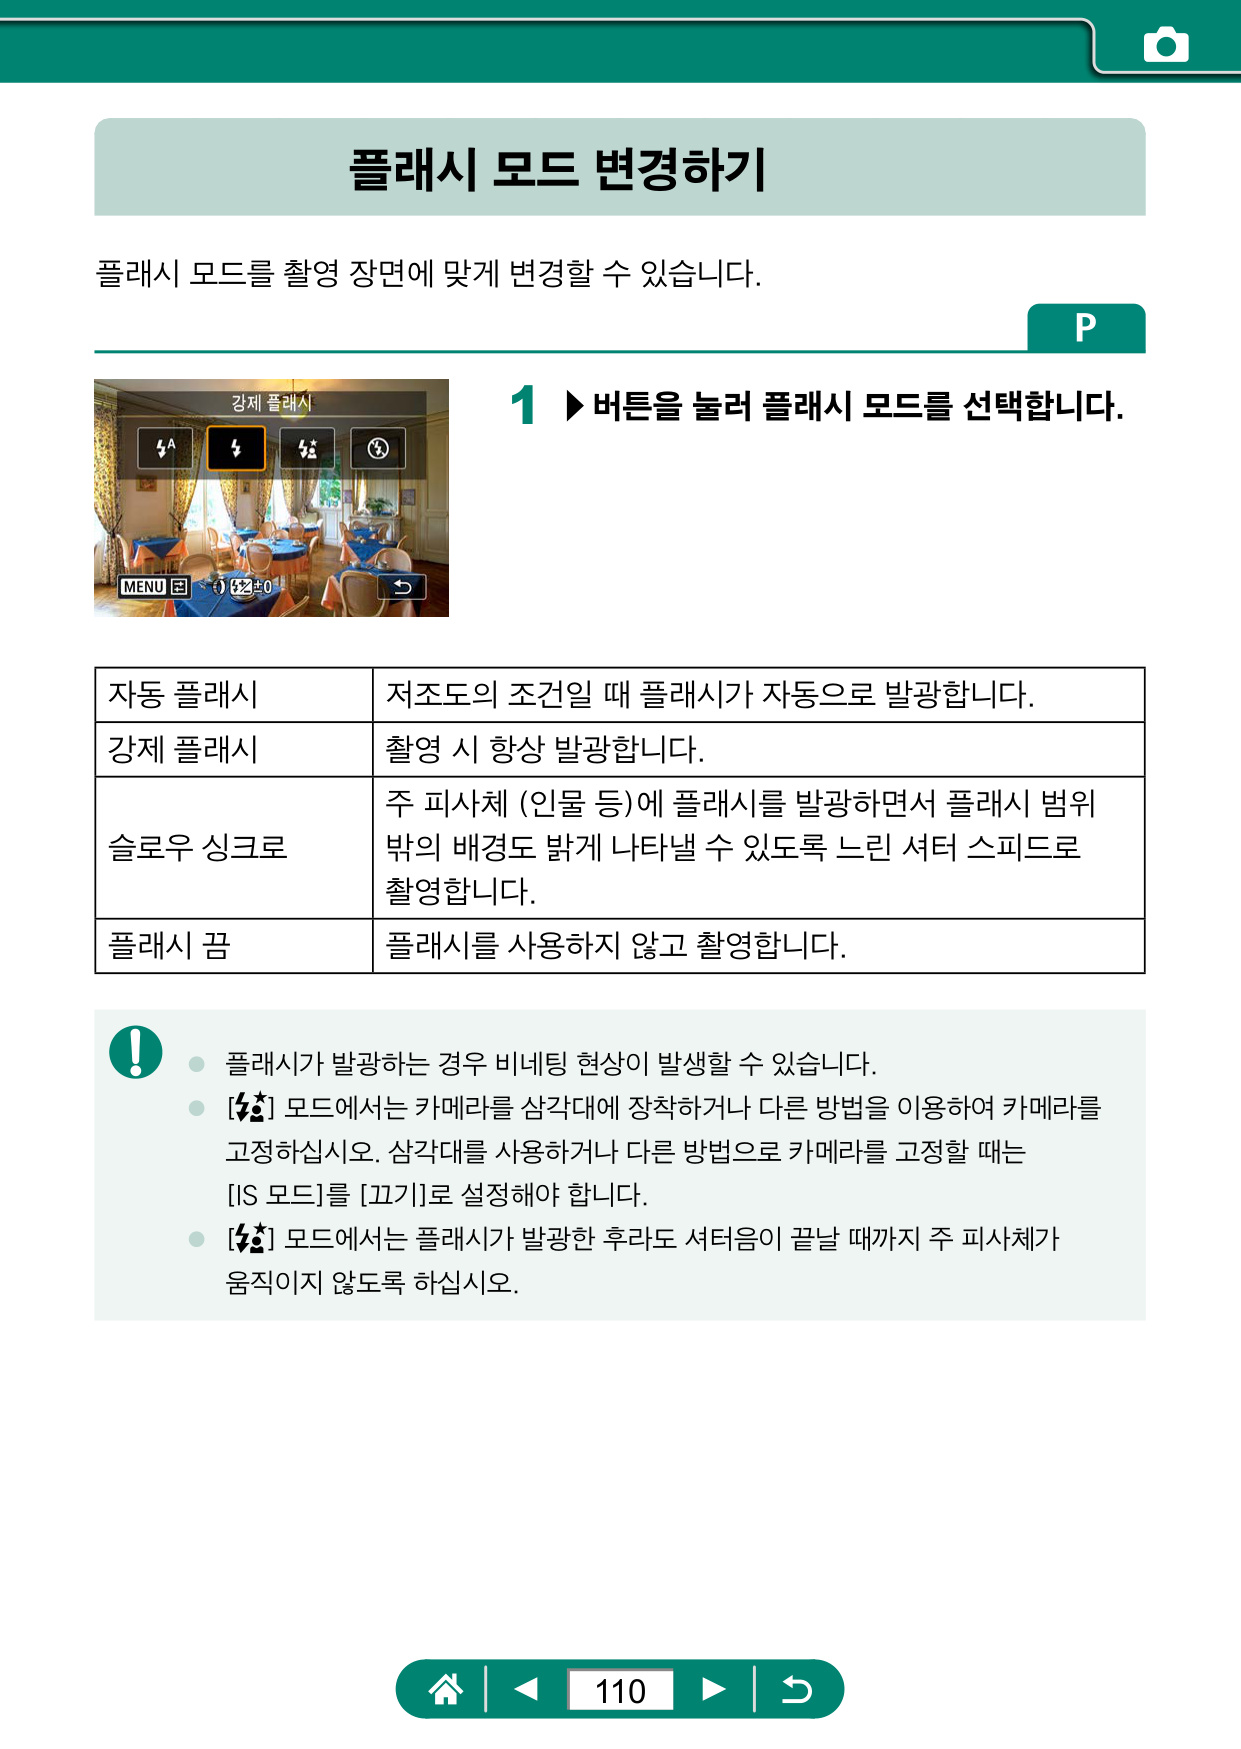 플래시 모드 변경하기
플래시 모드를 촬영 장면에 맞게 변경할 수 있습니다.
P
강제 플래시
A
MENU ±0
1 ▶버튼을 눌러 플래시 모드를 선택합니다.
자동 플래시 저조도의 조건일 때 플래시가 자동으로 발광합니다.
강제 플래시 촬영 시 항상 발광합니다.
슬로우 싱크로 주 피사체 (인물 등)에 플래시를 발광하면서 플래시 범위
밖의 배경도 밝게 나타낼 수 있도록 느린 셔터 스피드로
촬영합니다.
플래시 끔 플래시를 사용하지 않고 촬영합니다.
플래시가 발광하는 경우 비네팅 현상이 발생할 수 있습니다.
[] 모드에서는 카메라를 삼각대에 장착하거나 다른 방법을 이용하여 카메라를
고정하십시오. 삼각대를 사용하거나 다른 방법으로 카메라를 고정할 때는
[IS 모드]를 [끄기]로 설정해야 합니다.
[] 모드에서는 플래시가 발광한 후라도 셔터음이 끝날 때까지 주 피사체가
움직이지 않도록 하십시오.
110